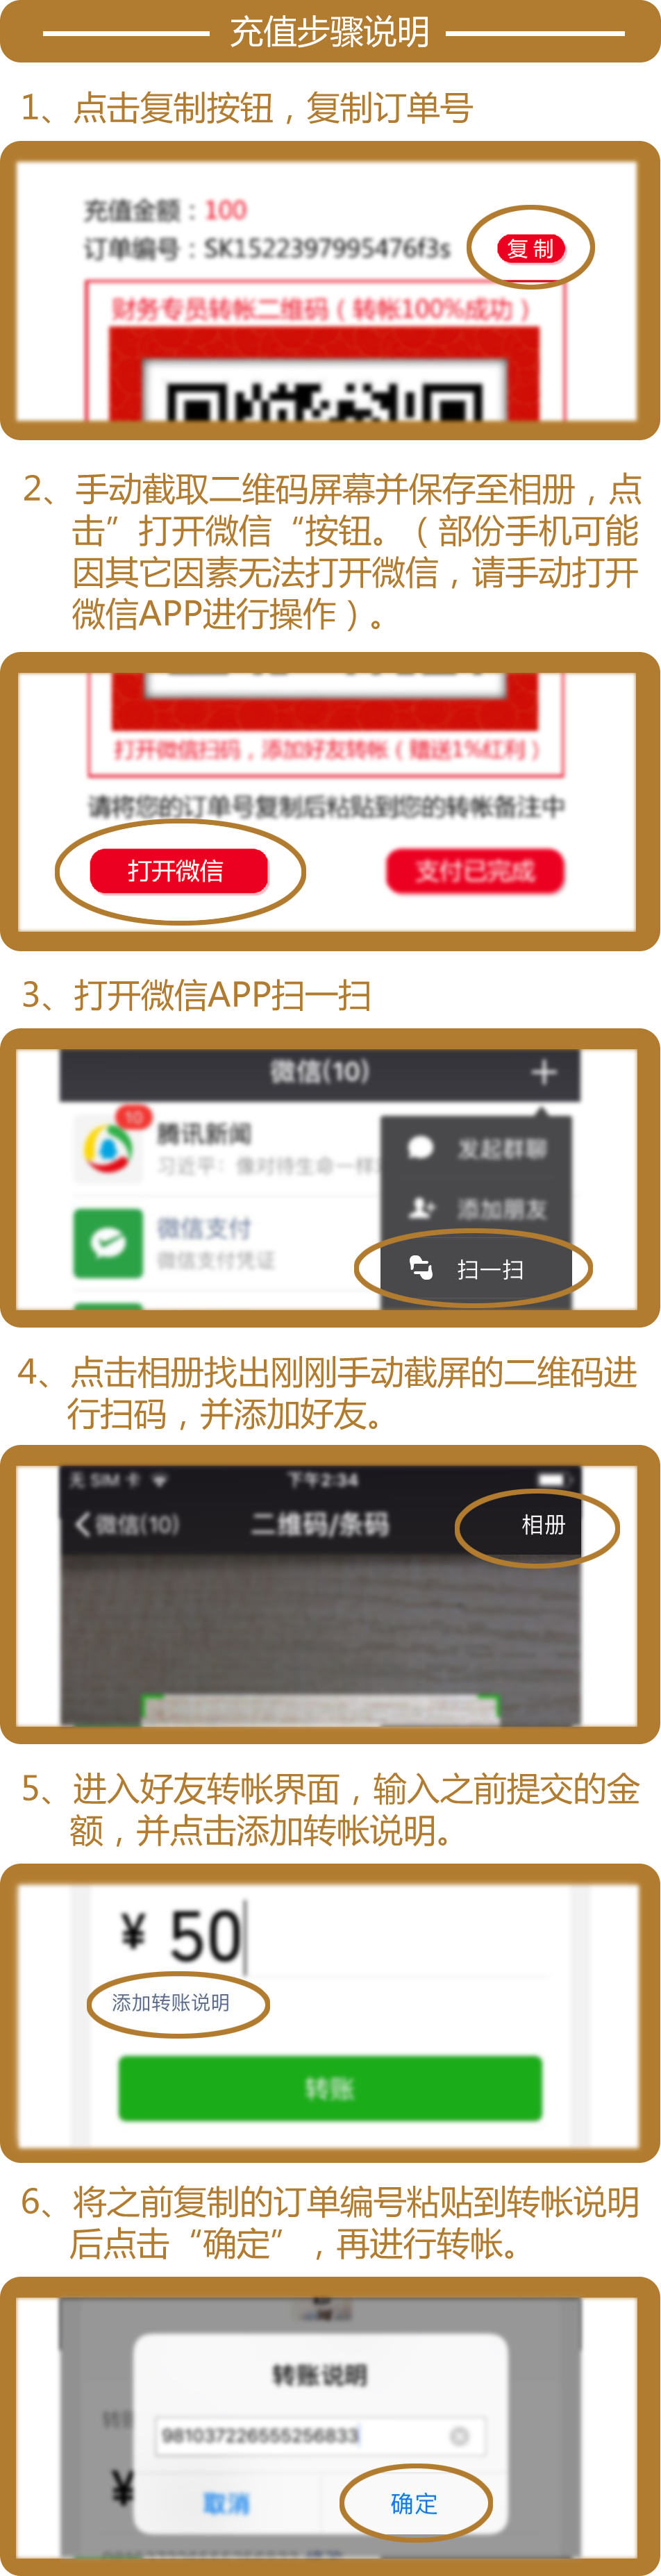 充值步骤说明
1、点击复制按钮，复制订单号
充值金额：100
订单编号：SK1522397995476f3s
复制
财务专员转帐二维码（转帐100%成功）
2、手动截取二维码屏幕并保存至相册，点
击”打开微信“按钮。（部份手机可能
因其它因素无法打开微信，请手动打开
微信APP进行操作）。
打开微信扫码，添加好友转帐（赠送1%红利）
请将您的订单号复制后粘贴到您的转帐备注中
打开微信
支付已完成
3、打开微信APP扫一扫
微信(10)
10
腾讯新闻
习近平：像对待生命一样
微信支付
微信支付凭证
发起群聊
添加朋友
扫一扫
4、点击相册找出刚刚手动截屏的二维码进
行扫码，并添加好友。
无 SIM 卡
下午2:34
微信(10)
二维码/条码
相册
5、进入好友转帐界面，输入之前提交的金
额，并点击添加转帐说明。
¥ 50
添加转账说明
转账
6、将之前复制的订单编号粘贴到转帐说明
后点击“确定”，再进行转帐。
转账说明
981037226555256833
¥
取消
确定